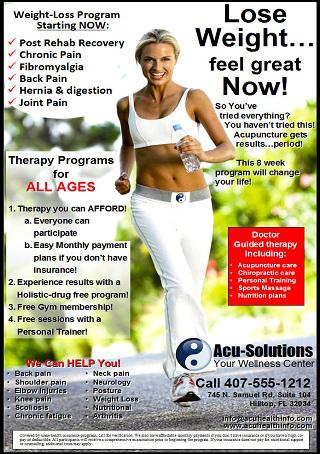 Weight-Loss Program
Starting NOW:
✓ Post Rehab Recovery
✓ Chronic Pain
✓ Fibromyalgia
✓ Back Pain
✓ Hernia & digestion
✓ Joint Pain
Lose
Weight...
feel great
Now!
So You've
tried everything?
You haven't tried this!
Acupuncture gets
results...period!
This 8 week
program will change
your life!
Therapy Programs
for
ALL AGES
1. Therapy you can AFFORD!
a. Everyone can
participate
b. Easy Monthly payment
plans if you don't have
insurance!
2. Experience results with a
Holistic-drug free program!
3. Free Gym membership!
4. Free sessions with a
Personal Trainer!
Doctor
Guided therapy
Including:
• Acupuncture care
• Chiropractic care
• Personal Training
• Sports Massage
• Nutrition plans
We Can HELP You!
• Back pain
• Shoulder pain
• Elbow injuries
• Knee pain
• Scoliosis
• Chronic fatigue
• Neck pain
• Neurology
• Posture
• Weight Loss
• Nutritional
• Arthritis
Acu-Solutions
Your Wellness Center
Call 407-555-1212
745 N. Samuel Rd, Suite 104
Hilltop, FL 32034
info@acuhealthinfo.com
www.acuhealthinfo.com